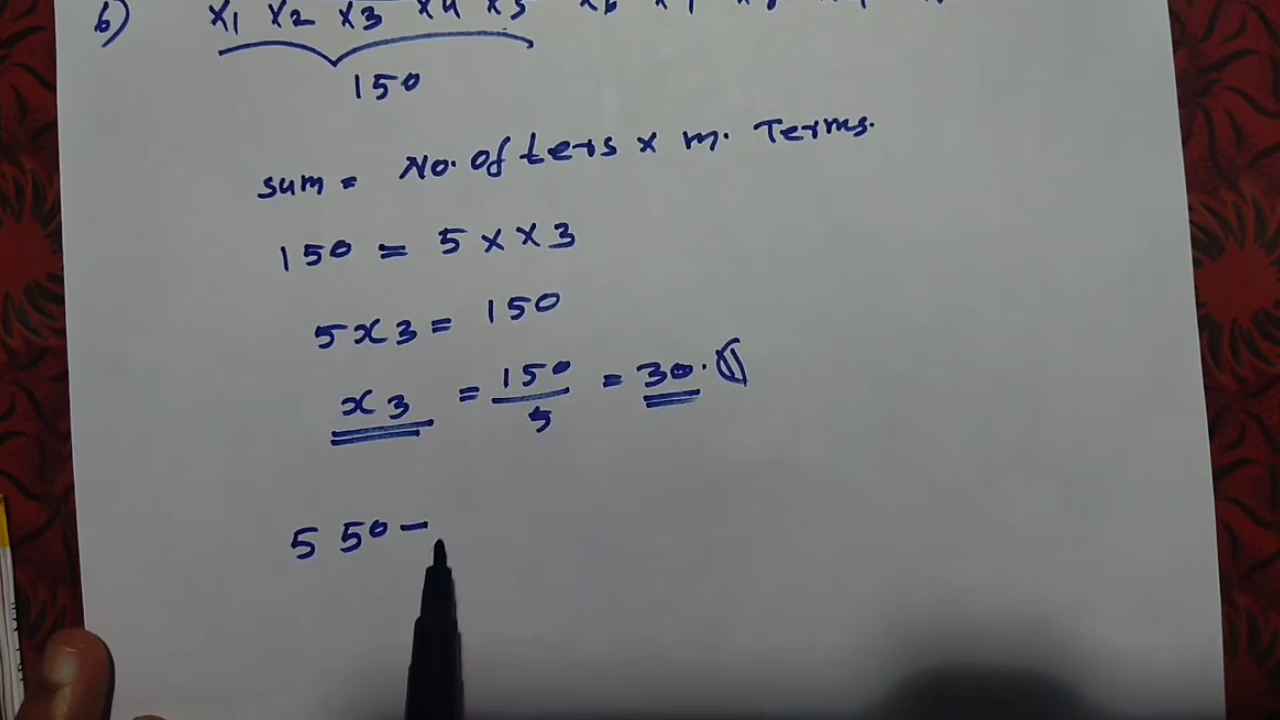 6) x1 x2 x3 x4 x5
150
sum = No. of ters x m. Terms.
150 = 5 x x3
5x3 = 150
x3 = 150/5 = 30.
550 -